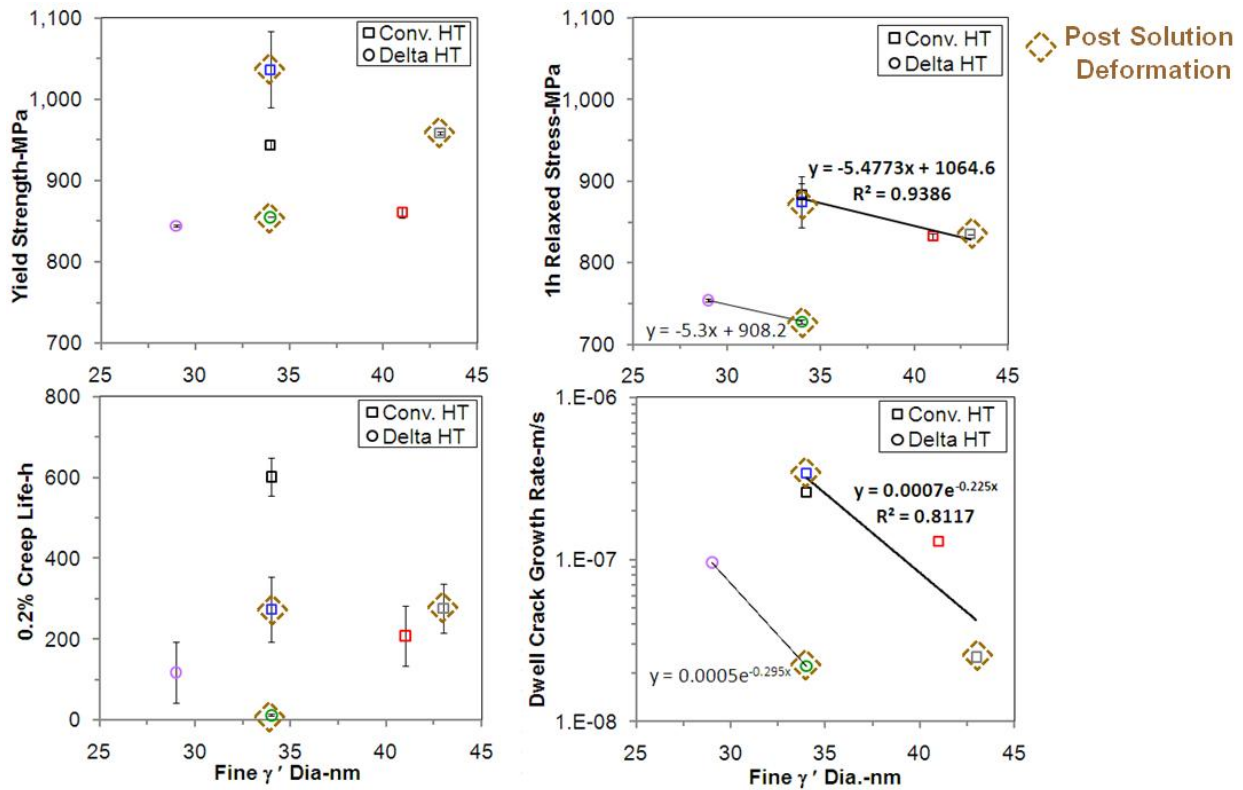 1,100
1,000
900
800
700
Yield Strength-MPa
Conv. HT
Delta HT
25 30 35 40 45
1,100
1,000
900
800
700
1h Relaxed Stress-MPa
Conv. HT
Delta HT
y = -5.4773x + 1064.6
R² = 0.9386
y = -5.3x + 908.2
25 30 35 40 45
Post Solution
Deformation
800
600
400
200
0
0.2% Creep Life-h
Conv. HT
Delta HT
25 30 35 40 45
Fine γ ′ Dia-nm
1.E-06
1.E-07
1.E-08
Dwell Crack Growth Rate-m/s
Conv. HT
Delta HT
y = 0.0007e^-0.225x
R² = 0.8117
y = 0.0005e^-0.295x
25 30 35 40 45
Fine γ ′ Dia.-nm